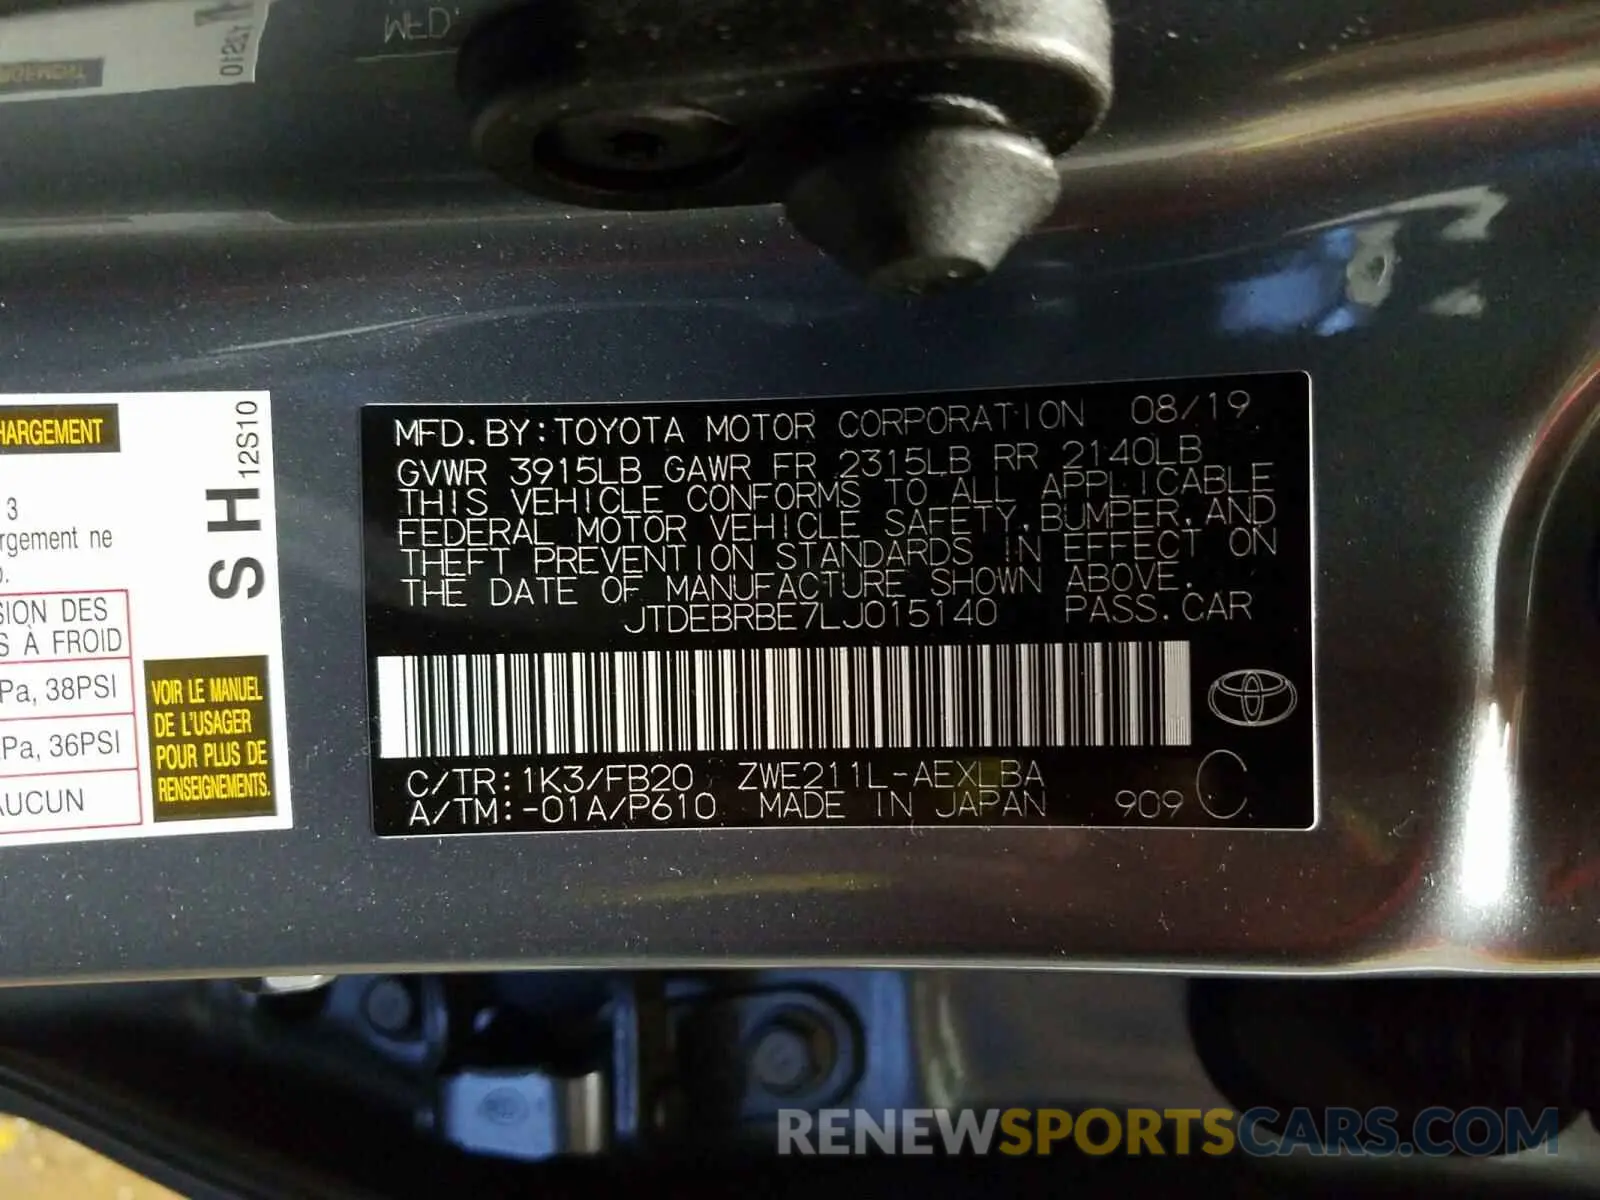 MFD.
12S10
HARGEMENT
3
rgement ne
SION DES
S À FROID
Pa, 38PSI
Pa, 36PSI
AUCUN
SH 12S10
VOIR LE MANUEL
DE L'USAGER
POUR PLUS DE
RENSEIGNEMENTS.
MFD. BY: TOYOTA MOTOR CORPORATION 08/19
GVWR 3915LB GAWR FR 2315LB RR 2140LB
THIS VEHICLE CONFORMS TO ALL APPLICABLE
FEDERAL MOTOR VEHICLE SAFETY, BUMPER, AND
THEFT PREVENTION STANDARDS IN EFFECT ON
THE DATE OF MANUFACTURE SHOWN ABOVE.
JTDEBRBE7LJ015140 PASS. CAR
C/TR: 1K3/FB20 ZWE211L-AEXLBA
A/TM: -01A/P610 MADE IN JAPAN 909 C
RENEWSPORTSCARS.COM